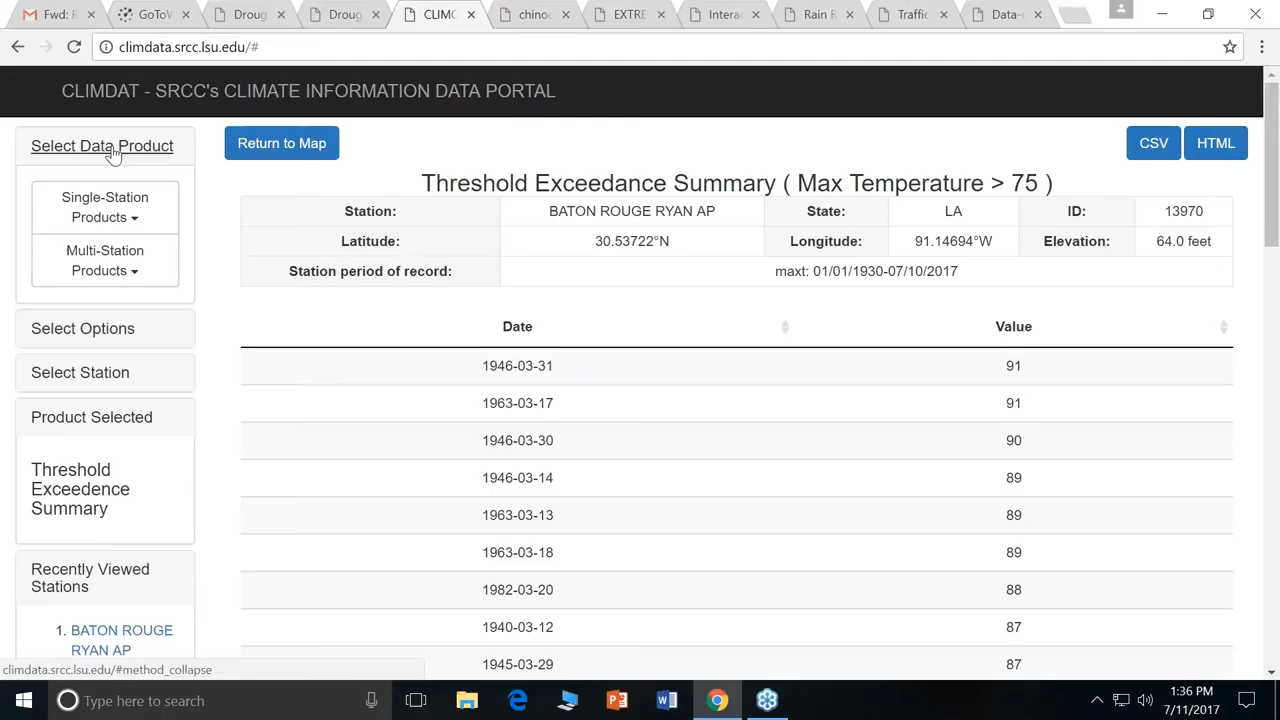 Fwd: R
GoToW
Droug
Droug
CLIMD
chinoo
EXTRE
Intera
Rain R
Traffic
Data-u
climdata.srcc.lsu.edu/#
CLIMDAT - SRCC's CLIMATE INFORMATION DATA PORTAL
Select Data Product
Single-Station
Products
Multi-Station
Products
Select Options
Select Station
Product Selected
Threshold
Exceedence
Summary
Recently Viewed
Stations
1. BATON ROUGE
RYAN AP
Return to Map
CSV HTML
Threshold Exceedance Summary ( Max Temperature > 75 )
Station: BATON ROUGE RYAN AP State: LA ID: 13970
Latitude: 30.53722°N Longitude: 91.14694°W Elevation: 64.0 feet
Station period of record: maxt: 01/01/1930-07/10/2017
Date Value
1946-03-31 91
1963-03-17 91
1946-03-30 90
1946-03-14 89
1963-03-13 89
1963-03-18 89
1982-03-20 88
1940-03-12 87
1945-03-29 87
climdata.srcc.lsu.edu/#method_collapse
Type here to search
1:36 PM
7/11/2017